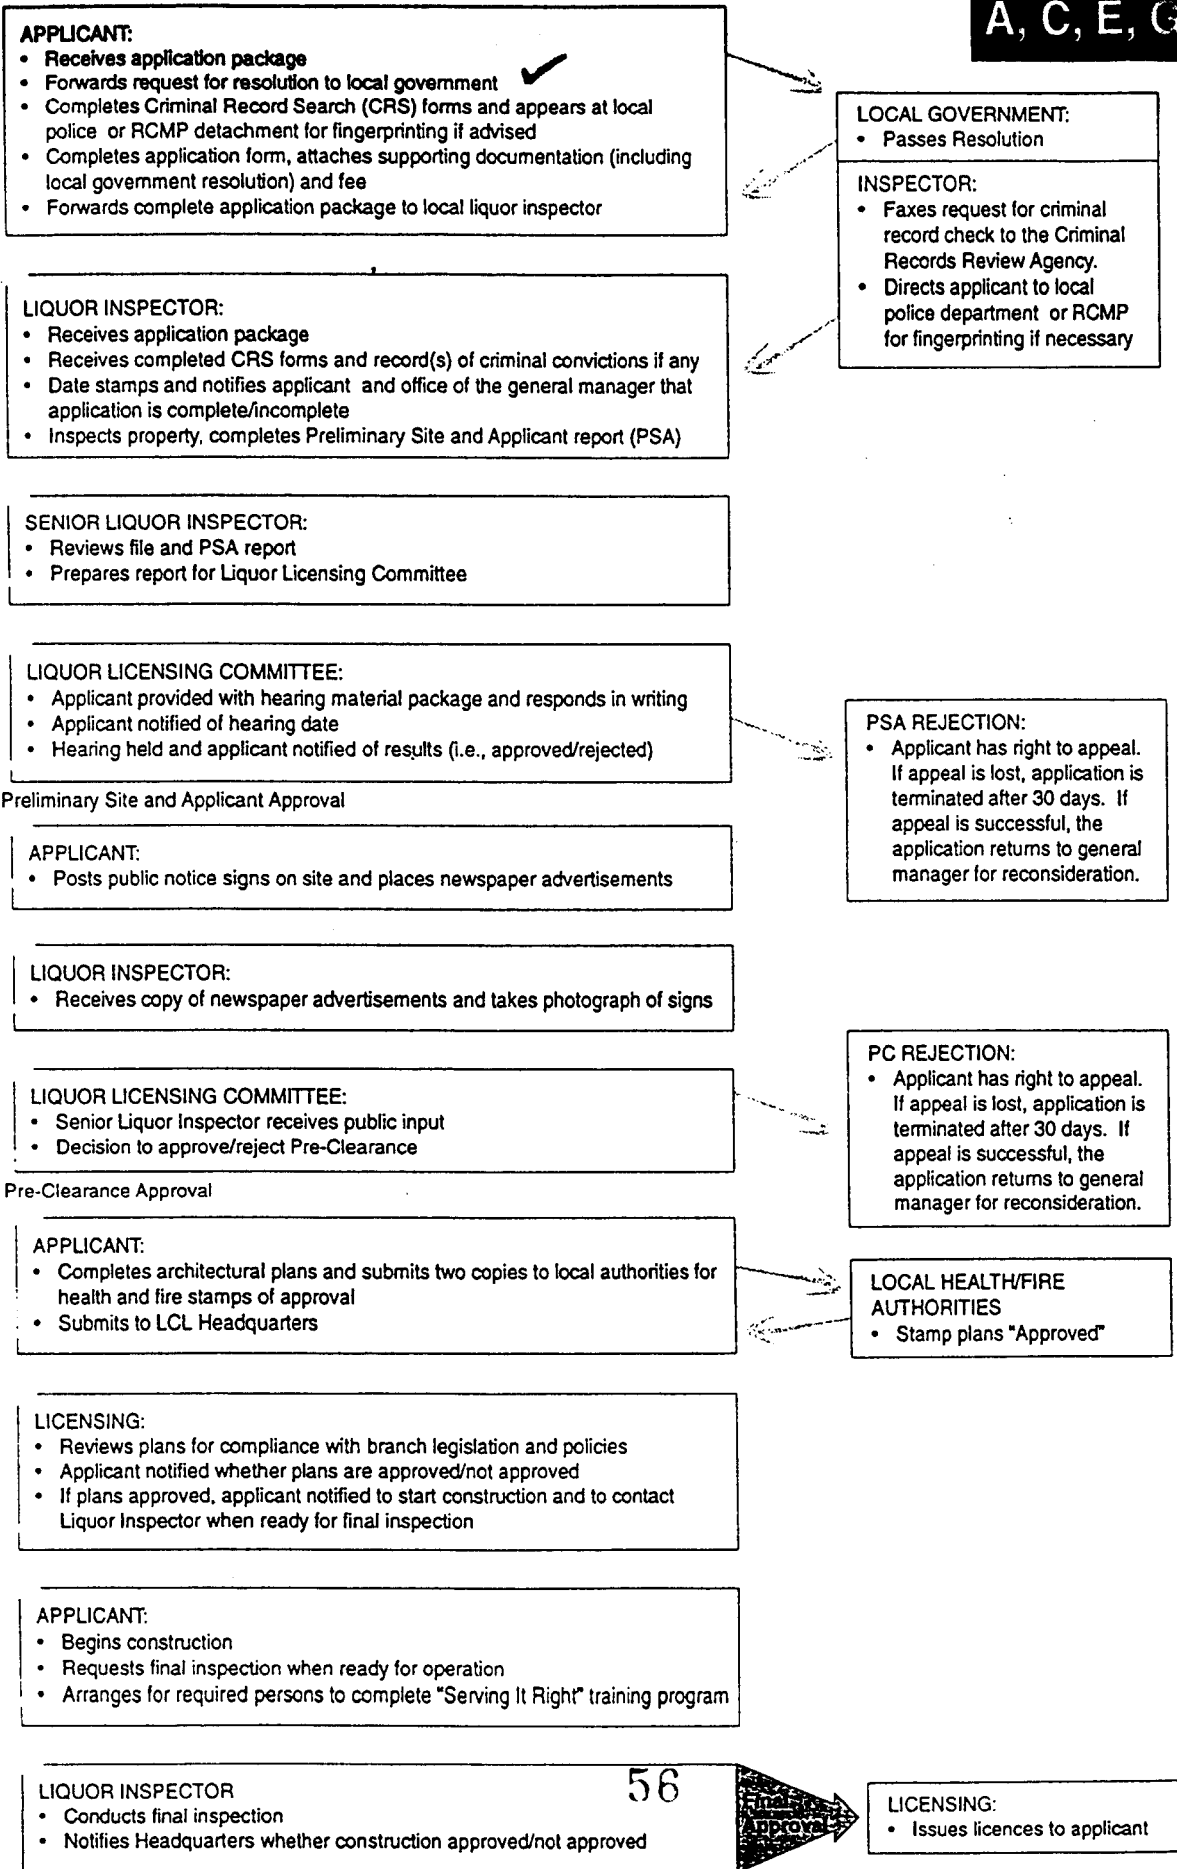 A, C, E, G
APPLICANT:
• Receives application package
• Forwards request for resolution to local government
• Completes Criminal Record Search (CRS) forms and appears at local
police or RCMP detachment for fingerprinting if advised
• Completes application form, attaches supporting documentation (including
local government resolution) and fee
• Forwards complete application package to local liquor inspector
LOCAL GOVERNMENT:
• Passes Resolution
INSPECTOR:
• Faxes request for criminal
record check to the Criminal
Records Review Agency.
• Directs applicant to local
police department or RCMP
for fingerprinting if necessary
LIQUOR INSPECTOR:
• Receives application package
• Receives completed CRS forms and record(s) of criminal convictions if any
• Date stamps and notifies applicant and office of the general manager that
application is complete/incomplete
• Inspects property, completes Preliminary Site and Applicant report (PSA)
SENIOR LIQUOR INSPECTOR:
• Reviews file and PSA report
• Prepares report for Liquor Licensing Committee
LIQUOR LICENSING COMMITTEE:
• Applicant provided with hearing material package and responds in writing
• Applicant notified of hearing date
• Hearing held and applicant notified of results (i.e., approved/rejected)
PSA REJECTION:
• Applicant has right to appeal.
If appeal is lost, application is
terminated after 30 days. If
appeal is successful, the
application returns to general
manager for reconsideration.
Preliminary Site and Applicant Approval
APPLICANT:
• Posts public notice signs on site and places newspaper advertisements
LIQUOR INSPECTOR:
• Receives copy of newspaper advertisements and takes photograph of signs
LIQUOR LICENSING COMMITTEE:
• Senior Liquor Inspector receives public input
• Decision to approve/reject Pre-Clearance
PC REJECTION:
• Applicant has right to appeal.
If appeal is lost, application is
terminated after 30 days. If
appeal is successful, the
application returns to general
manager for reconsideration.
Pre-Clearance Approval
APPLICANT:
• Completes architectural plans and submits two copies to local authorities for
health and fire stamps of approval
• Submits to LCL Headquarters
LOCAL HEALTH/FIRE
AUTHORITIES
• Stamp plans "Approved"
LICENSING:
• Reviews plans for compliance with branch legislation and policies
• Applicant notified whether plans are approved/not approved
• If plans approved, applicant notified to start construction and to contact
Liquor Inspector when ready for final inspection
APPLICANT:
• Begins construction
• Requests final inspection when ready for operation
• Arranges for required persons to complete "Serving It Right" training program
LIQUOR INSPECTOR
• Conducts final inspection
• Notifies Headquarters whether construction approved/not approved
56
Final
Approval
LICENSING:
• Issues licences to applicant